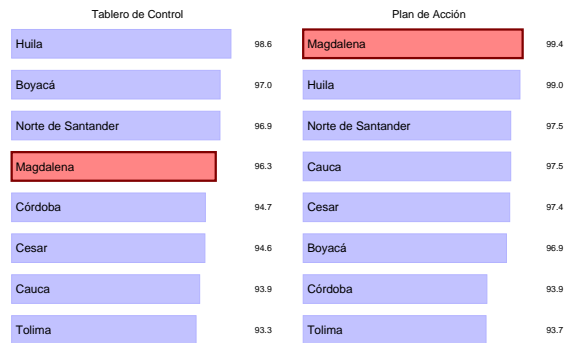 Tablero de Control
Huila 98.6
Boyacá 97.0
Norte de Santander 96.9
Magdalena 96.3
Córdoba 94.7
Cesar 94.6
Cauca 93.9
Tolima 93.3
Plan de Acción
Magdalena 99.4
Huila 99.0
Norte de Santander 97.5
Cauca 97.5
Cesar 97.4
Boyacá 96.9
Córdoba 93.9
Tolima 93.7